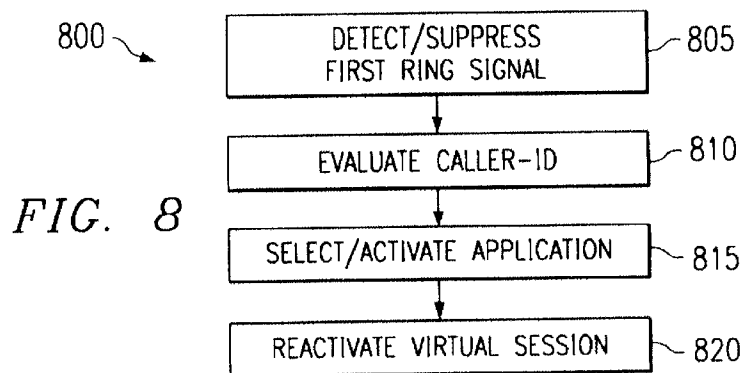 800
DETECT/SUPPRESS
FIRST RING SIGNAL
805
EVALUATE CALLER-ID
810
FIG. 8
SELECT/ACTIVATE APPLICATION
815
REACTIVATE VIRTUAL SESSION
820